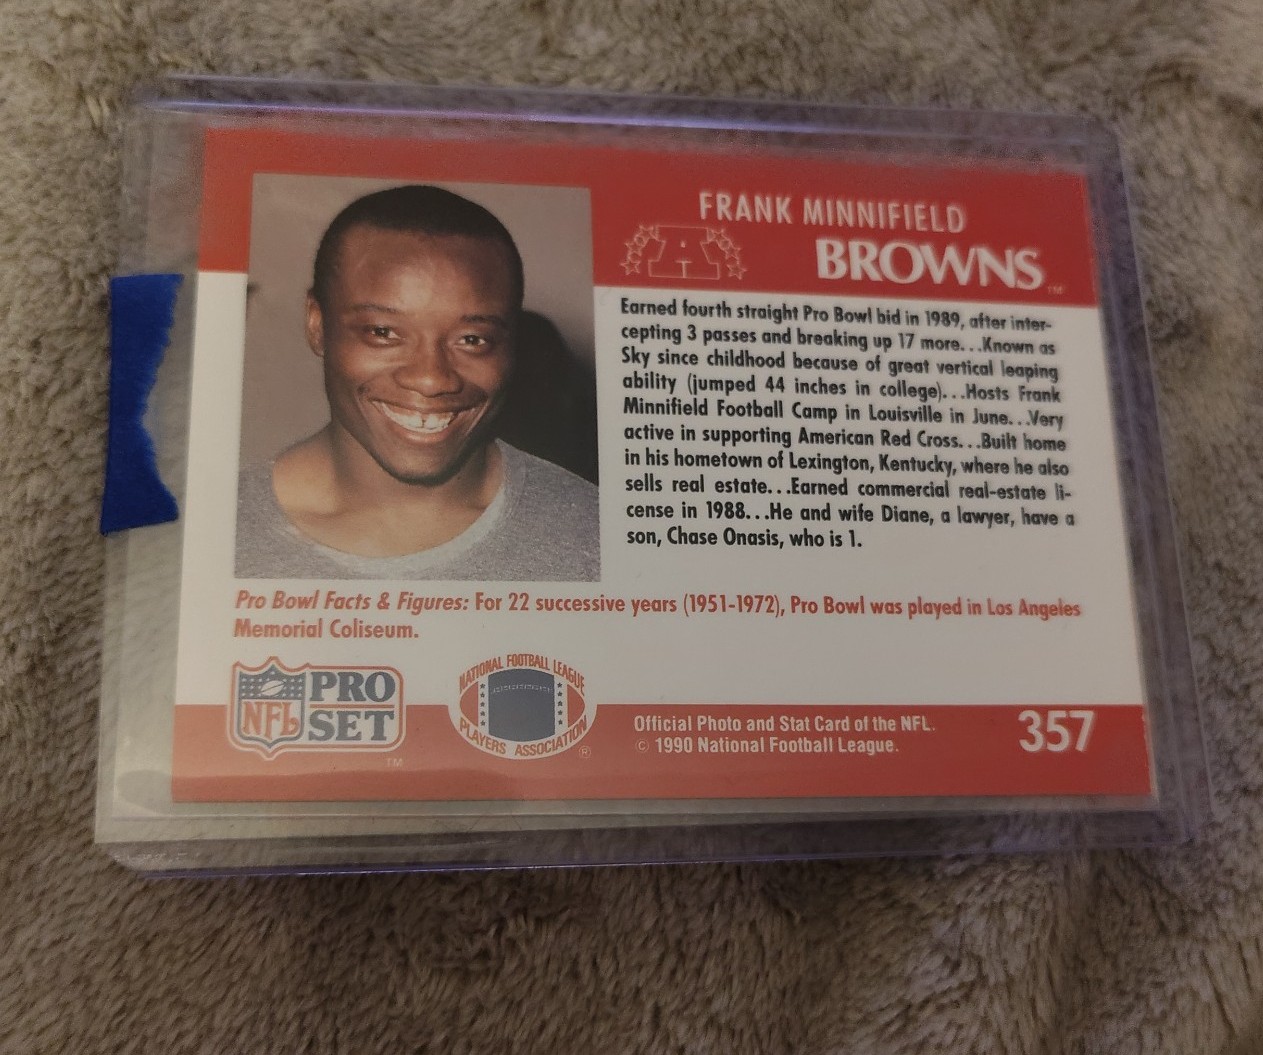 FRANK MINNIFIELD
BROWNS™
Earned fourth straight Pro Bowl bid in 1989, after inter-
cepting 3 passes and breaking up 17 more...Known as
Sky since childhood because of great vertical leaping
ability (jumped 44 inches in college)...Hosts Frank
Minnifield Football Camp in Louisville in June...Very
active in supporting American Red Cross...Built home
in his hometown of Lexington, Kentucky, where he also
sells real estate...Earned commercial real-estate li-
cense in 1988...He and wife Diane, a lawyer, have a
son, Chase Onasis, who is 1.
Pro Bowl Facts & Figures: For 22 successive years (1951-1972), Pro Bowl was played in Los Angeles
Memorial Coliseum.
NFL PRO
SET™
NATIONAL FOOTBALL LEAGUE
PLAYERS ASSOCIATION®
Official Photo and Stat Card of the NFL.
© 1990 National Football League.
357